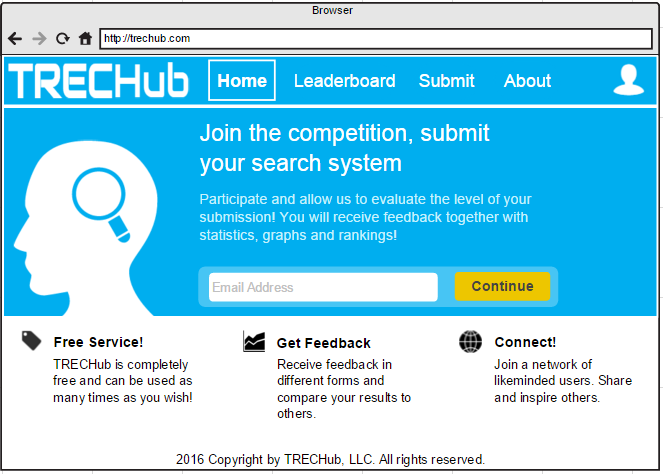 Browser
http://trechub.com
TRECHub Home Leaderboard Submit About
Join the competition, submit
your search system
Participate and allow us to evaluate the level of your
submission! You will receive feedback together with
statistics, graphs and rankings!
Email Address Continue
Free Service!
TRECHub is completely
free and can be used as
many times as you wish!
Get Feedback
Receive feedback in
different forms and
compare your results to
others.
Connect!
Join a network of
likeminded users. Share
and inspire others.
2016 Copyright by TRECHub, LLC. All rights reserved.